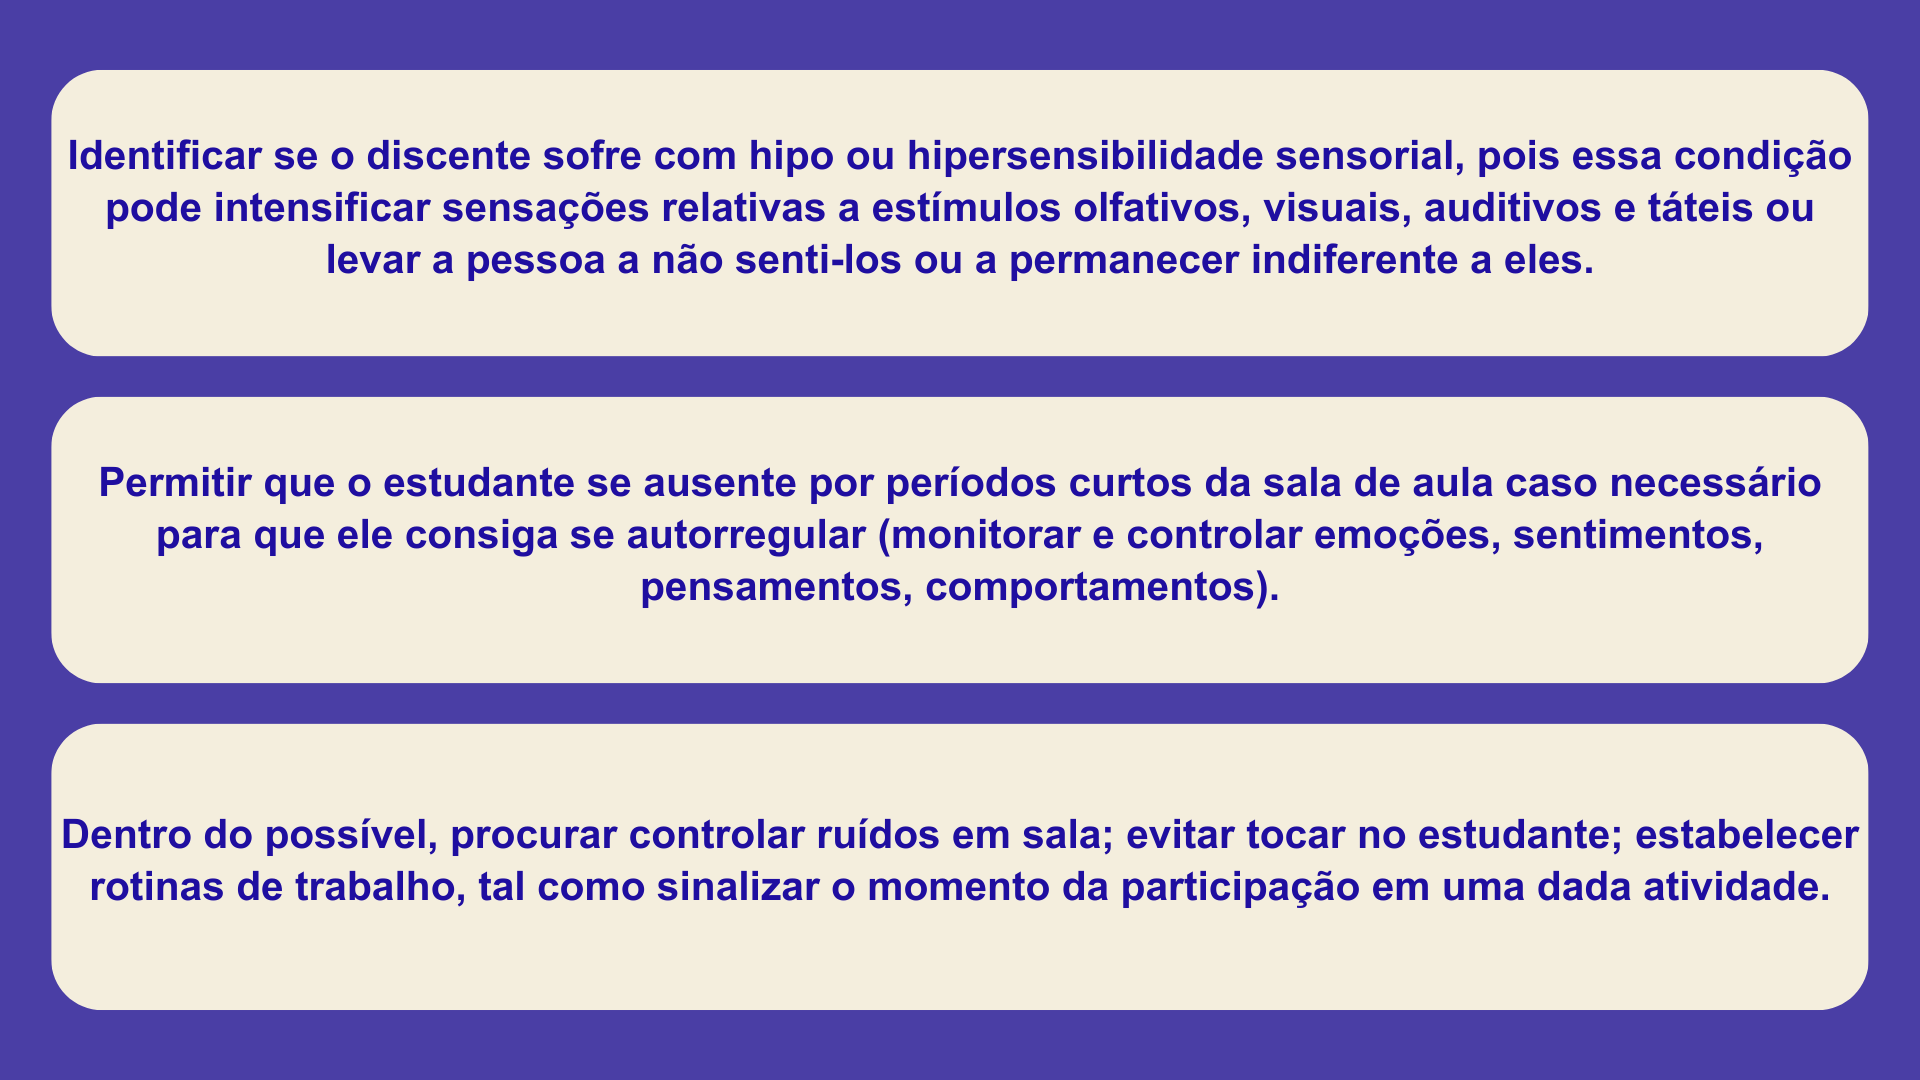 Identificar se o discente sofre com hipo ou hipersensibilidade sensorial, pois essa condição
pode intensificar sensações relativas a estímulos olfativos, visuais, auditivos e táteis ou
levar a pessoa a não senti-los ou a permanecer indiferente a eles.
Permitir que o estudante se ausente por períodos curtos da sala de aula caso necessário
para que ele consiga se autorregular (monitorar e controlar emoções, sentimentos,
pensamentos, comportamentos).
Dentro do possível, procurar controlar ruídos em sala; evitar tocar no estudante; estabelecer
rotinas de trabalho, tal como sinalizar o momento da participação em uma dada atividade.